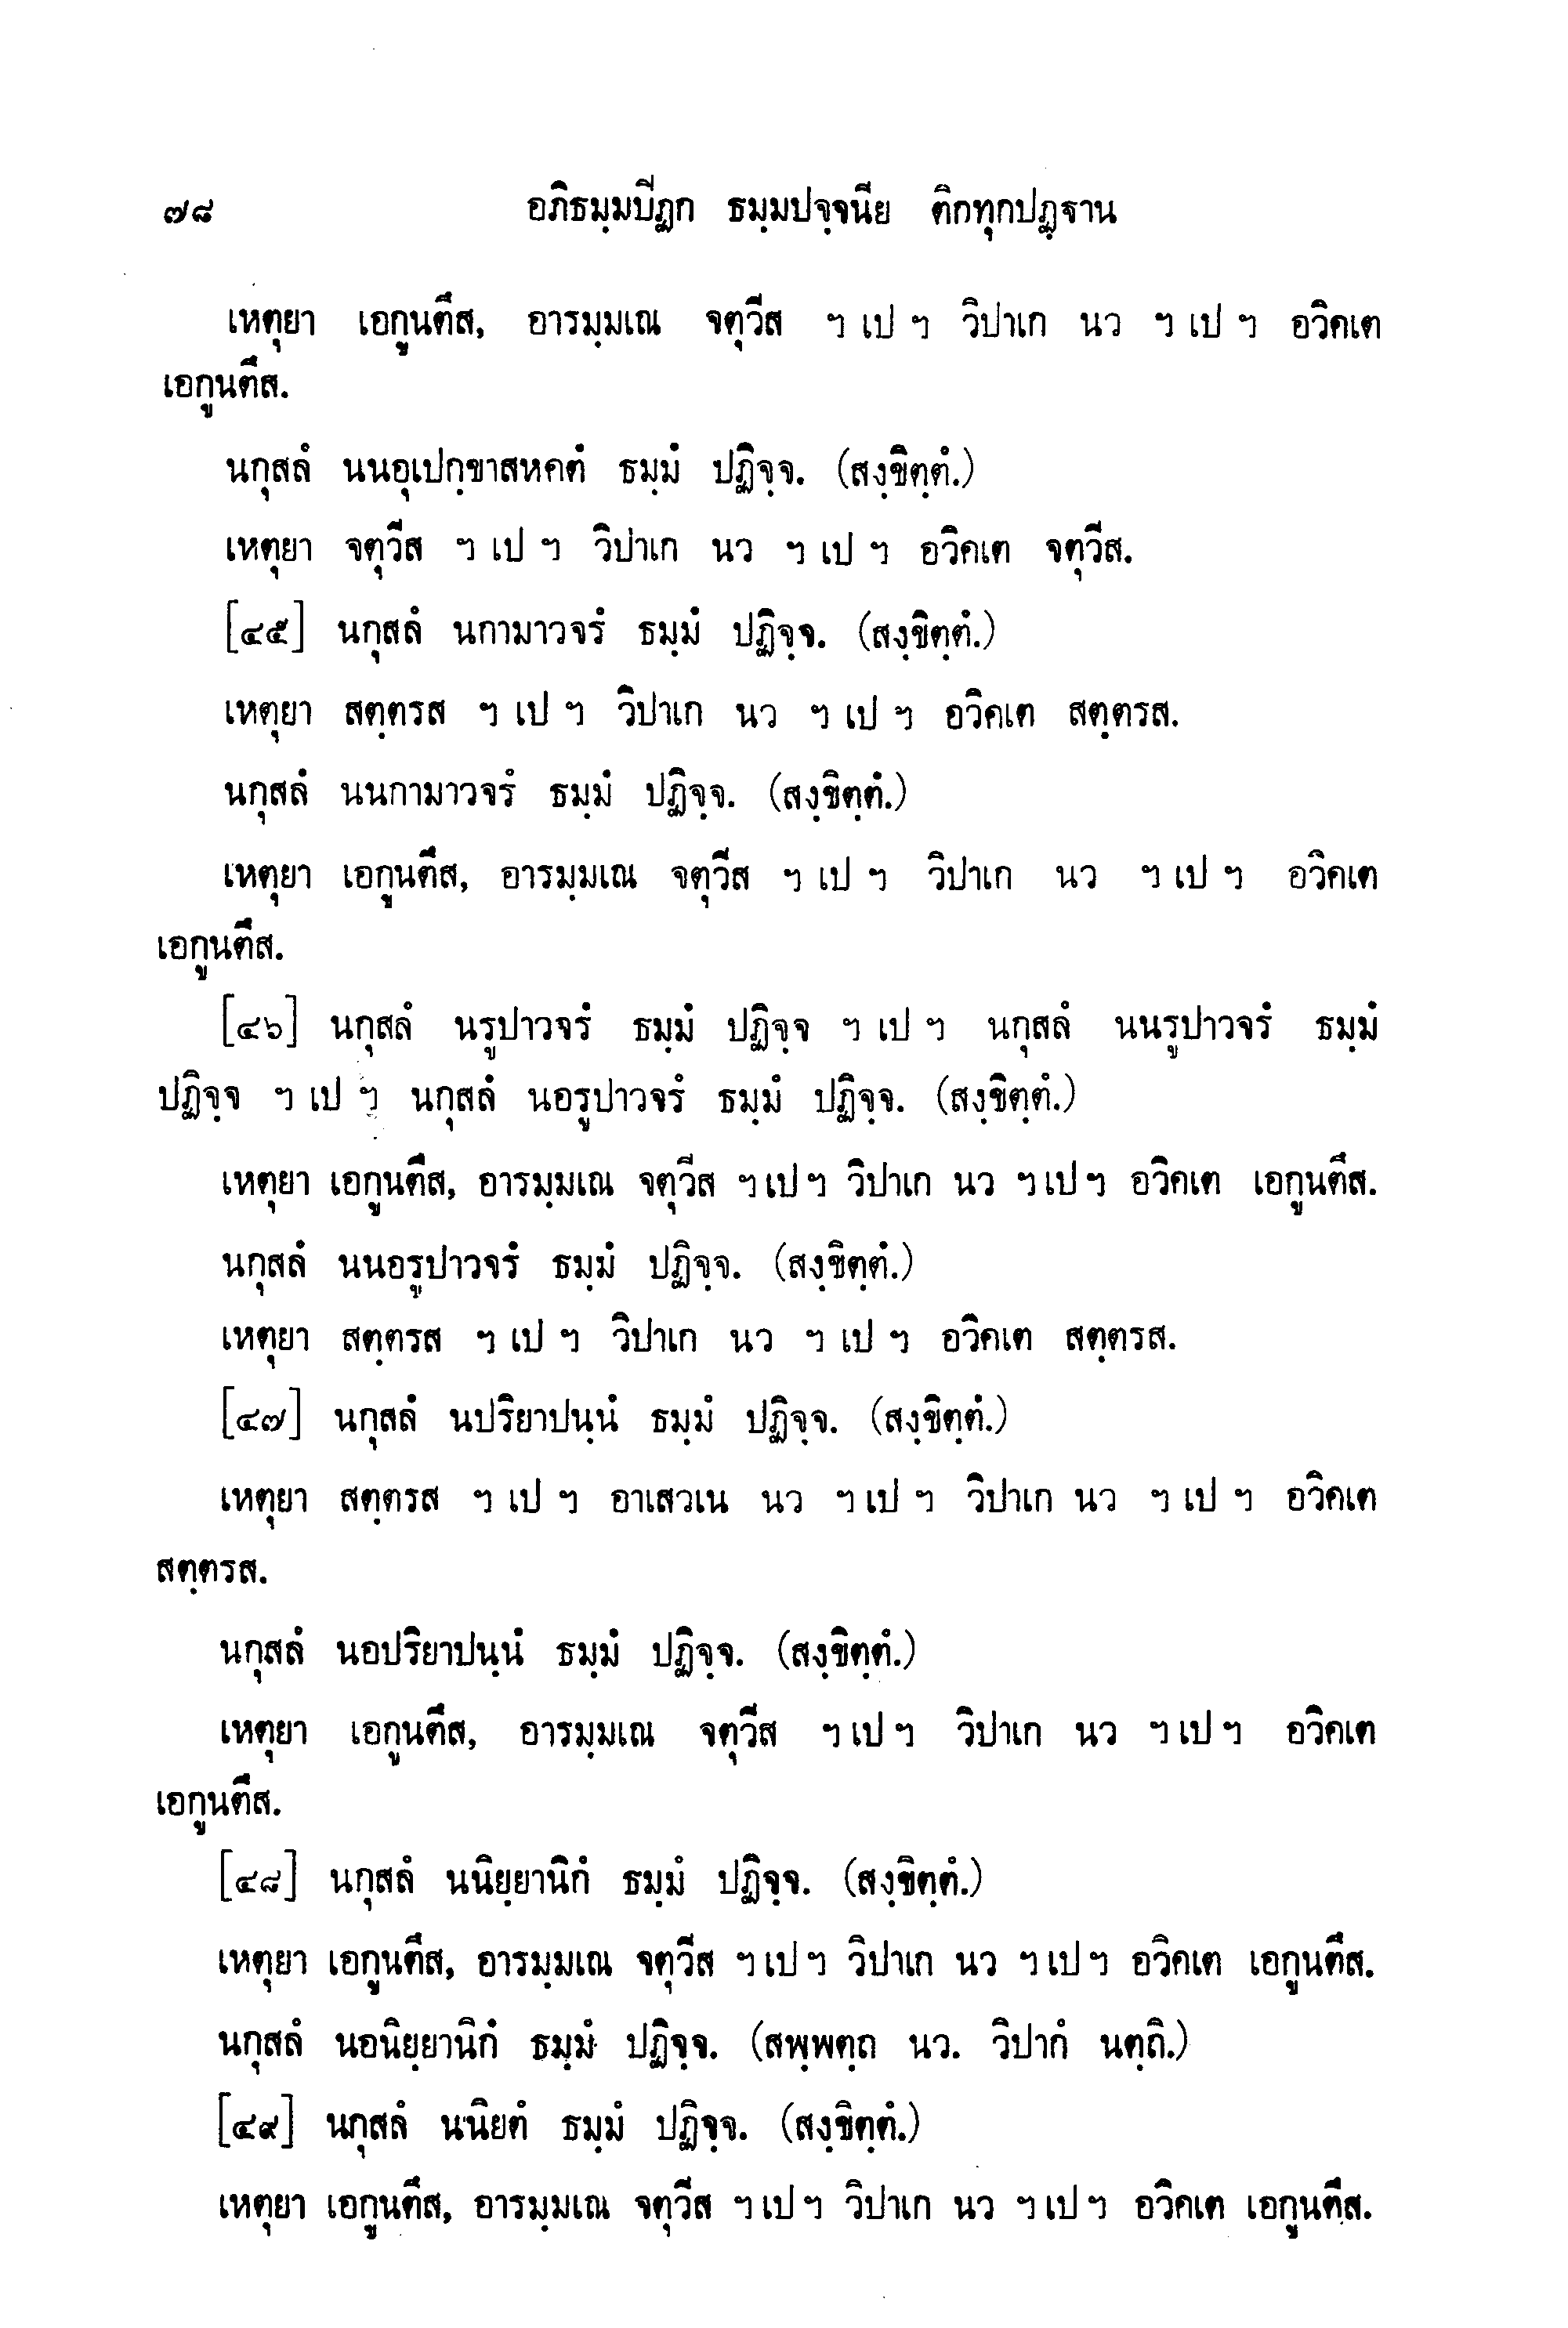 ๗๘ อภิธมฺมปีฏก ธมฺมปจฺจนีย ติกทุกปฏฺฐาน
เหตุยา เอกูนตึส, อารมฺมเณ จตุวีส ฯ เป ฯ วิปาเก นว ฯ เป ฯ อวิคเต
เอกูนตึส.
นกุสลํ นนอุเปกฺขาสหคตํ ธมฺมํ ปฏิจฺจ. (สงฺขิตฺตํ.)
เหตุยา จตุวีส ฯ เป ฯ วิปาเก นว ฯ เป ฯ อวิคเต จตุวีส.
[๔๕] นกุสลํ นกามาวจรํ ธมฺมํ ปฏิจฺจ. (สงฺขิตฺตํ.)
เหตุยา สตฺตรส ฯ เป ฯ วิปาเก นว ฯ เป ฯ อวิคเต สตฺตรส.
นกุสลํ นนกามาวจรํ ธมฺมํ ปฏิจฺจ. (สงฺขิตฺตํ.)
เหตุยา เอกูนตึส, อารมฺมเณ จตุวีส ฯ เป ฯ วิปาเก นว ฯ เป ฯ อวิคเต
เอกูนตึส.
[๔๖] นกุสลํ นรูปาวจรํ ธมฺมํ ปฏิจฺจ ฯ เป ฯ นกุสลํ นนรูปาวจรํ ธมฺมํ
ปฏิจฺจ ฯ เป ฯ นกุสลํ นอรูปาวจรํ ธมฺมํ ปฏิจฺจ. (สงฺขิตฺตํ.)
เหตุยา เอกูนตึส, อารมฺมเณ จตุวีส ฯ เป ฯ วิปาเก นว ฯ เป ฯ อวิคเต เอกูนตึส.
นกุสลํ นนอรูปาวจรํ ธมฺมํ ปฏิจฺจ. (สงฺขิตฺตํ.)
เหตุยา สตฺตรส ฯ เป ฯ วิปาเก นว ฯ เป ฯ อวิคเต สตฺตรส.
[๔๗] นกุสลํ นปริยาปนฺนํ ธมฺมํ ปฏิจฺจ. (สงฺขิตฺตํ.)
เหตุยา สตฺตรส ฯ เป ฯ อาเสวเน นว ฯ เป ฯ วิปาเก นว ฯ เป ฯ อวิคเต
สตฺตรส.
นกุสลํ นอปริยาปนฺนํ ธมฺมํ ปฏิจฺจ. (สงฺขิตฺตํ.)
เหตุยา เอกูนตึส, อารมฺมเณ จตุวีส ฯ เป ฯ วิปาเก นว ฯ เป ฯ อวิคเต
เอกูนตึส.
[๔๘] นกุสลํ นนิยฺยานิกํ ธมฺมํ ปฏิจฺจ. (สงฺขิตฺตํ.)
เหตุยา เอกูนตึส, อารมฺมเณ จตุวีส ฯ เป ฯ วิปาเก นว ฯ เป ฯ อวิคเต เอกูนตึส.
นกุสลํ นอนิยฺยานิกํ ธมฺมํ ปฏิจฺจ. (สพฺพตฺถ นว. วิปากํ นตฺถิ.)
[๔๙] นกุสลํ นนิยตํ ธมฺมํ ปฏิจฺจ. (สงฺขิตฺตํ.)
เหตุยา เอกูนตึส, อารมฺมเณ จตุวีส ฯ เป ฯ วิปาเก นว ฯ เป ฯ อวิคเต เอกูนตึส.